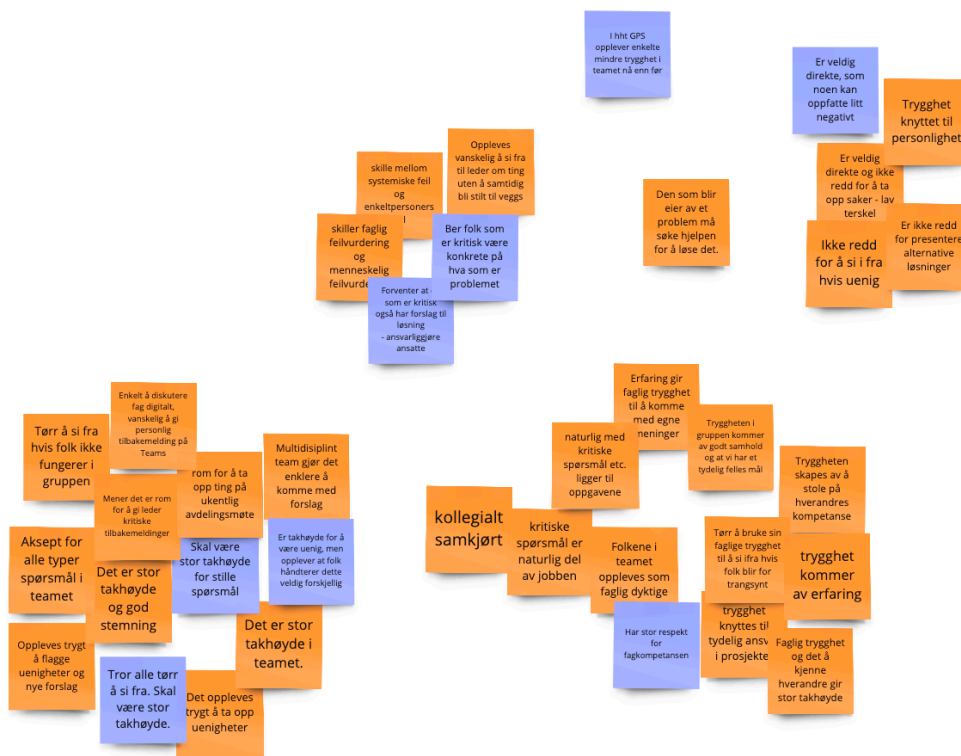 I hht GPS
opplever enkelte
mindre trygghet i
teamet nå enn før
Er veldig
direkte, som
noen kan
oppfatte litt
negativt
Trygghet
knyttet til
personlighet
Er veldig
direkte og ikke
redd for å ta
opp saker - lav
terskel
Er ikke redd
for presentere
alternative
løsninger
Ikke redd
for å si i fra
hvis uenig
Oppleves
vanskelig å si fra
til leder om ting
uten å samtidig
bli stilt til veggs
skille mellom
systemiske feil
og
enkeltpersoners
skiller faglig
feilvurdering
og
menneskelig
Ber folk som
er kritisk være
konkrete på
hva som er
problemet
Forventer at
som er kritisk
også har forslag til
løsning
- ansvarliggjøre
ansatte
Den som blir
eier av et
problem må
søke hjelpen
for å løse det.
Enkelt å diskutere
fag digitalt,
vanskelig å gi
personlig
tilbakemelding på
Teams
Tørr å si fra
hvis folk ikke
fungerer i
gruppen
rom for å ta
opp ting på
ukentlig
avdelingsmøte
Multidisiplint
team gjør det
enklere å
komme med
forslag
Mener det er rom
for å gi leder
kritiske
tilbakemeldinger
Aksept for
alle typer
spørsmål i
teamet
Det er stor
takhøyde
og god
stemning
Skal være
stor takhøyde
for stille
spørsmål
Er takhøyde for å
være uenig, men
opplever at folk
håndterer dette
veldig forskjellig
Oppleves trygt
å flagge
uenigheter og
nye forslag
Tror alle tørr
å si fra. Skal
være stor
takhøyde.
Det oppleves
trygt å ta opp
uenigheter
Det er stor
takhøyde i
teamet.
Erfaring gir
faglig trygghet
til å komme
med egne
meninger
naturlig med
kritiske
spørsmål etc.
ligger til
oppgavene
Tryggheten i
gruppen kommer
av godt samhold
og at vi har et
tydelig felles mål
Tryggheten
skapes av å
stole på
hverandres
kompetanse
kollegialt
samkjørt
kritiske
spørsmål er
naturlig del
av jobben
Folkene i
teamet
oppleves som
faglig dyktige
Tørr å bruke sin
faglige trygghet
til å si ifra hvis
folk blir for
trangsynt
trygghet
kommer
av erfaring
Har stor respekt
for
fagkompetansen
trygghet
knyttes til
tydelig ansv
i prosjekte
Faglig trygghet
og det å
kjenne
hverandre gir
stor takhøyde